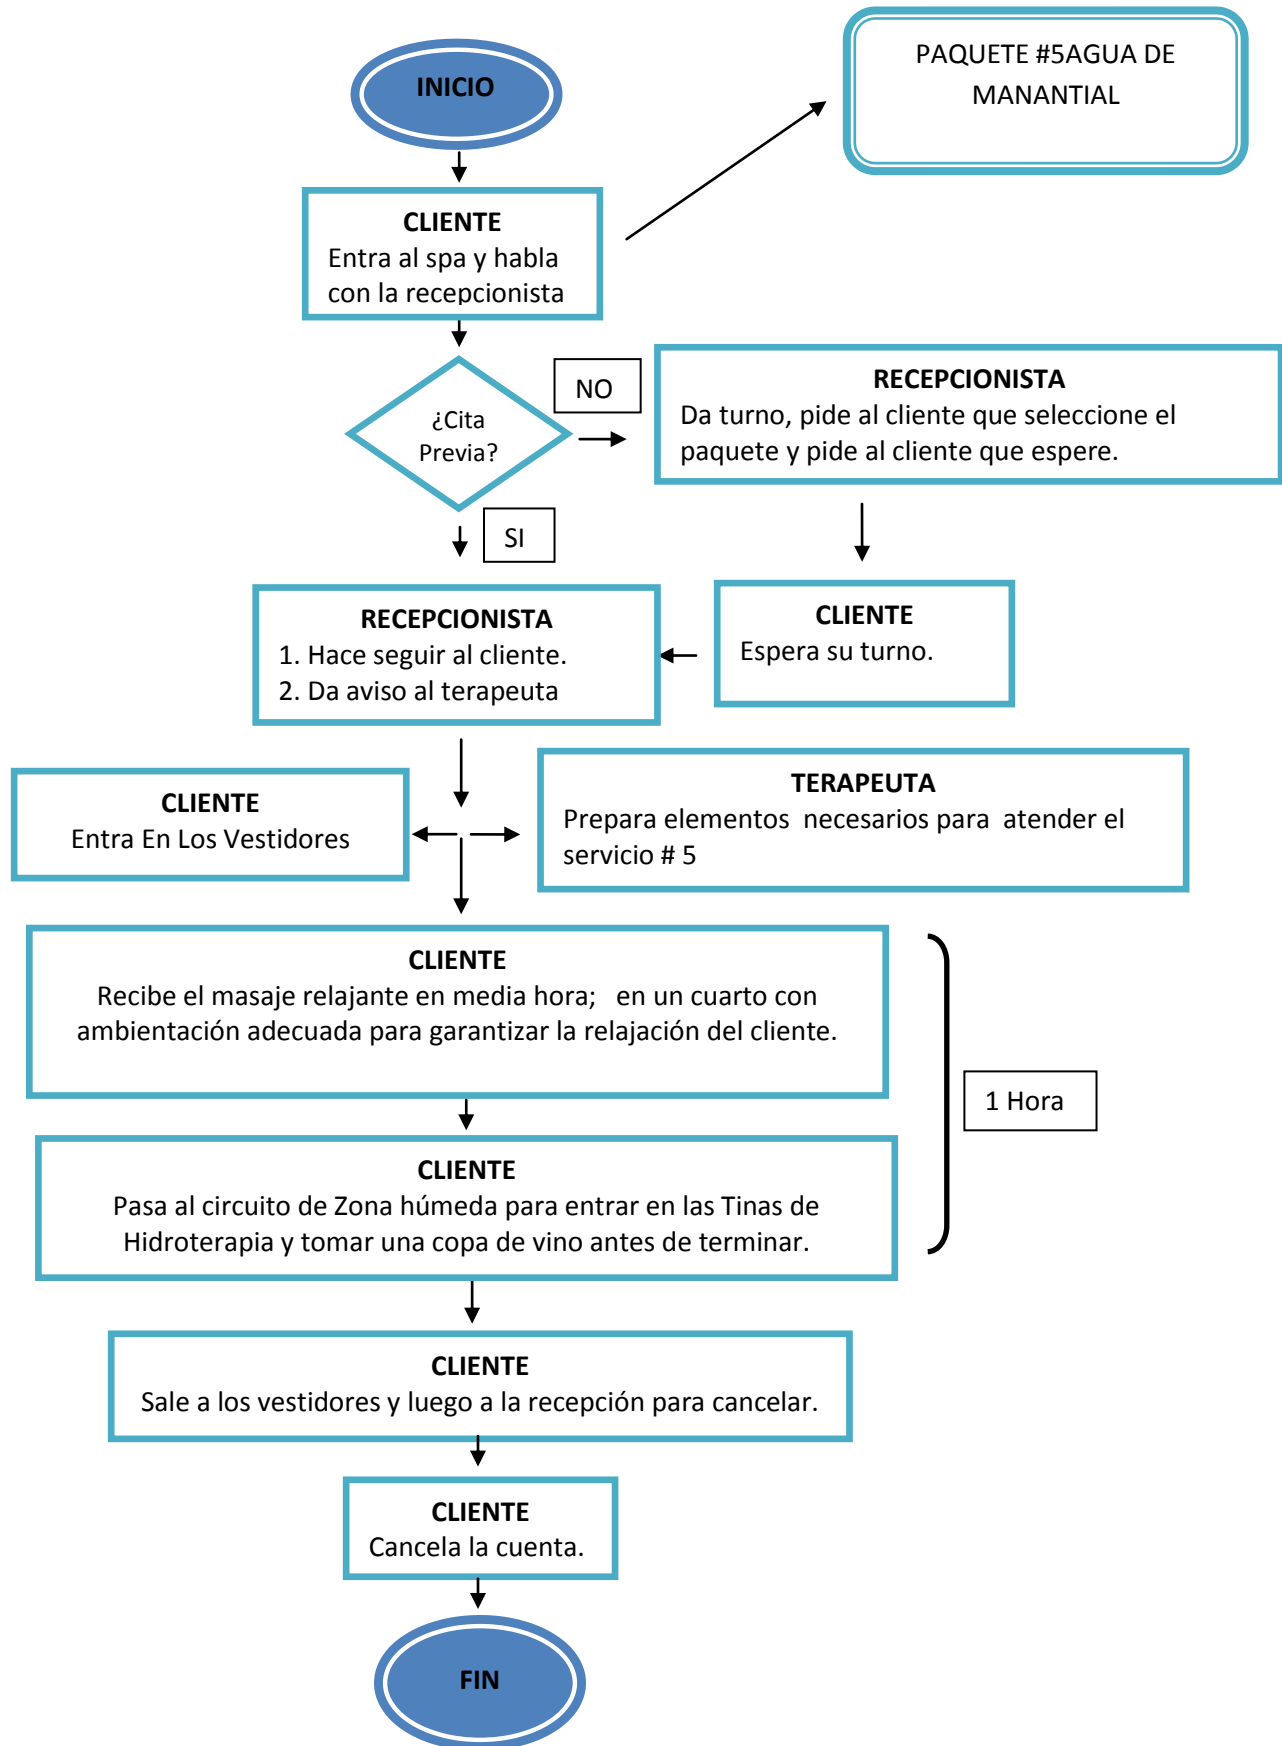 INICIO
PAQUETE #5AGUA DE
MANANTIAL
CLIENTE
Entra al spa y habla
con la recepcionista
¿Cita
Previa?
NO
RECEPCIONISTA
Da turno, pide al cliente que seleccione el
paquete y pide al cliente que espere.
SI
RECEPCIONISTA
1. Hace seguir al cliente.
2. Da aviso al terapeuta
CLIENTE
Espera su turno.
CLIENTE
Entra En Los Vestidores
TERAPEUTA
Prepara elementos  necesarios para  atender el
servicio # 5
CLIENTE
Recibe el masaje relajante en media hora;   en un cuarto con
ambientación adecuada para garantizar la relajación del cliente.
1 Hora
CLIENTE
Pasa al circuito de Zona húmeda para entrar en las Tinas de
Hidroterapia y tomar una copa de vino antes de terminar.
CLIENTE
Sale a los vestidores y luego a la recepción para cancelar.
CLIENTE
Cancela la cuenta.
FIN